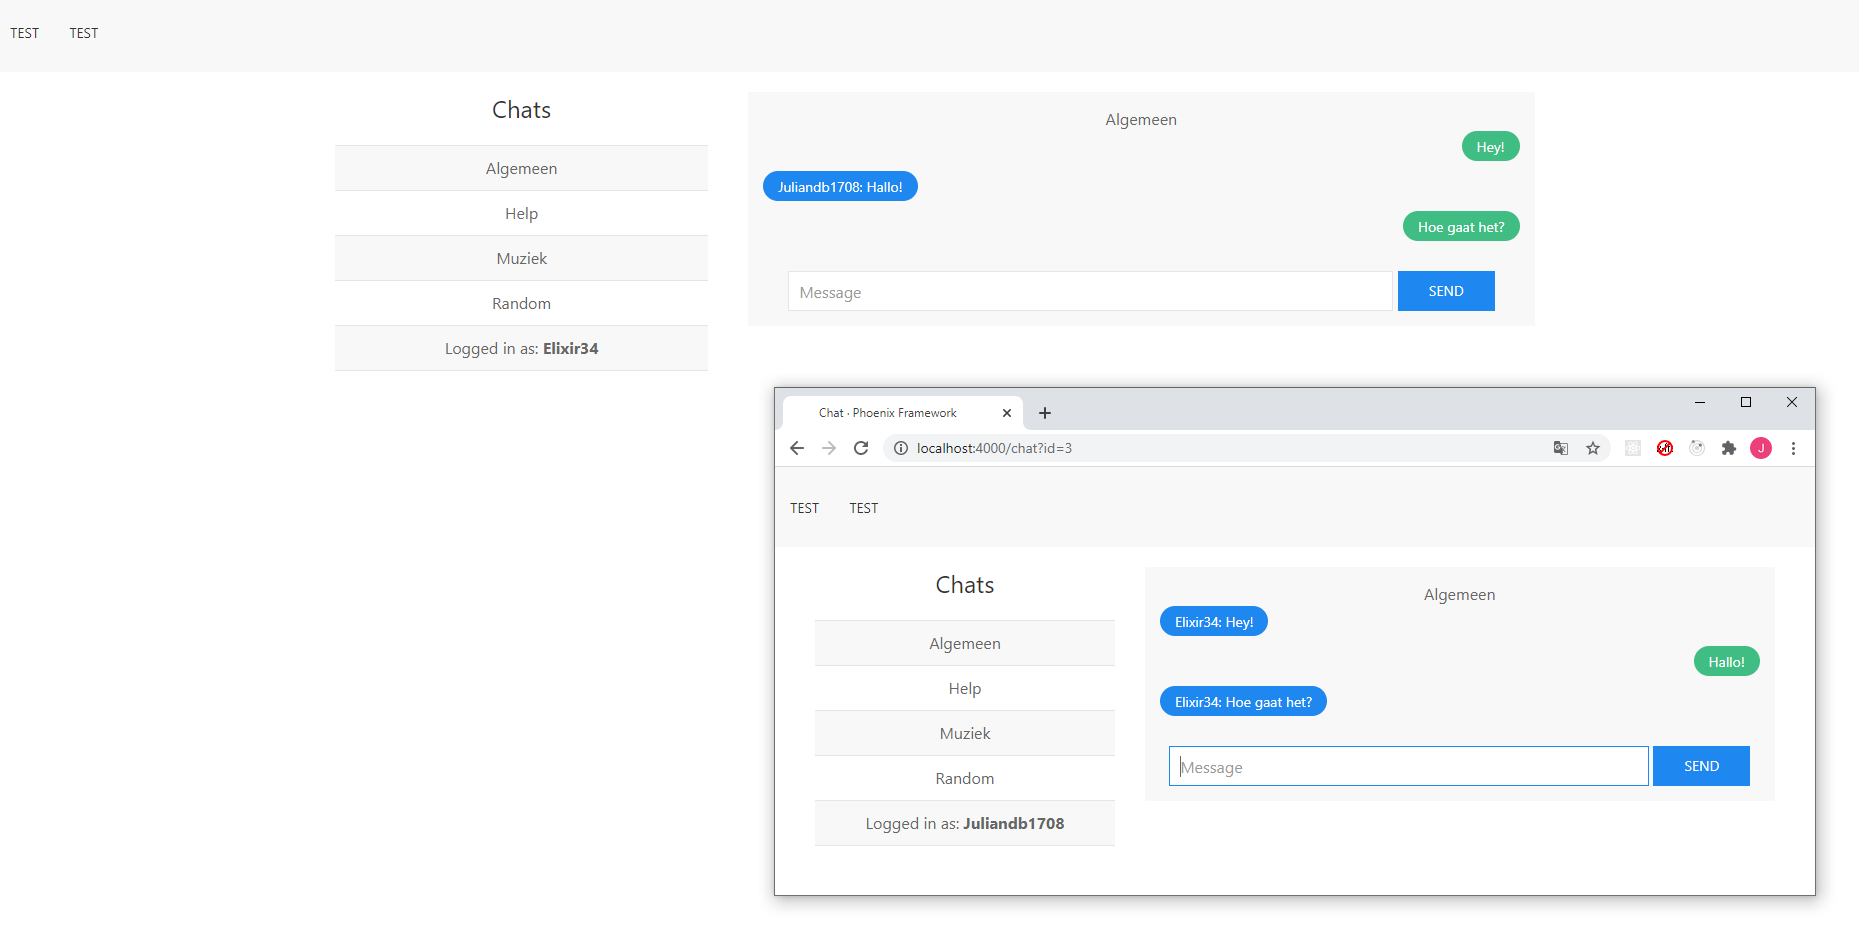 TEST TEST
Chats
Algemeen
Help
Muziek
Random
Logged in as: Elixir34
Algemeen
Hey!
Juliandb1708: Hallo!
Hoe gaat het?
Message SEND
Chat · Phoenix Framework
localhost:4000/chat?id=3
J
TEST TEST
Chats
Algemeen
Help
Muziek
Random
Logged in as: Juliandb1708
Algemeen
Elixir34: Hey!
Hallo!
Elixir34: Hoe gaat het?
Message SEND